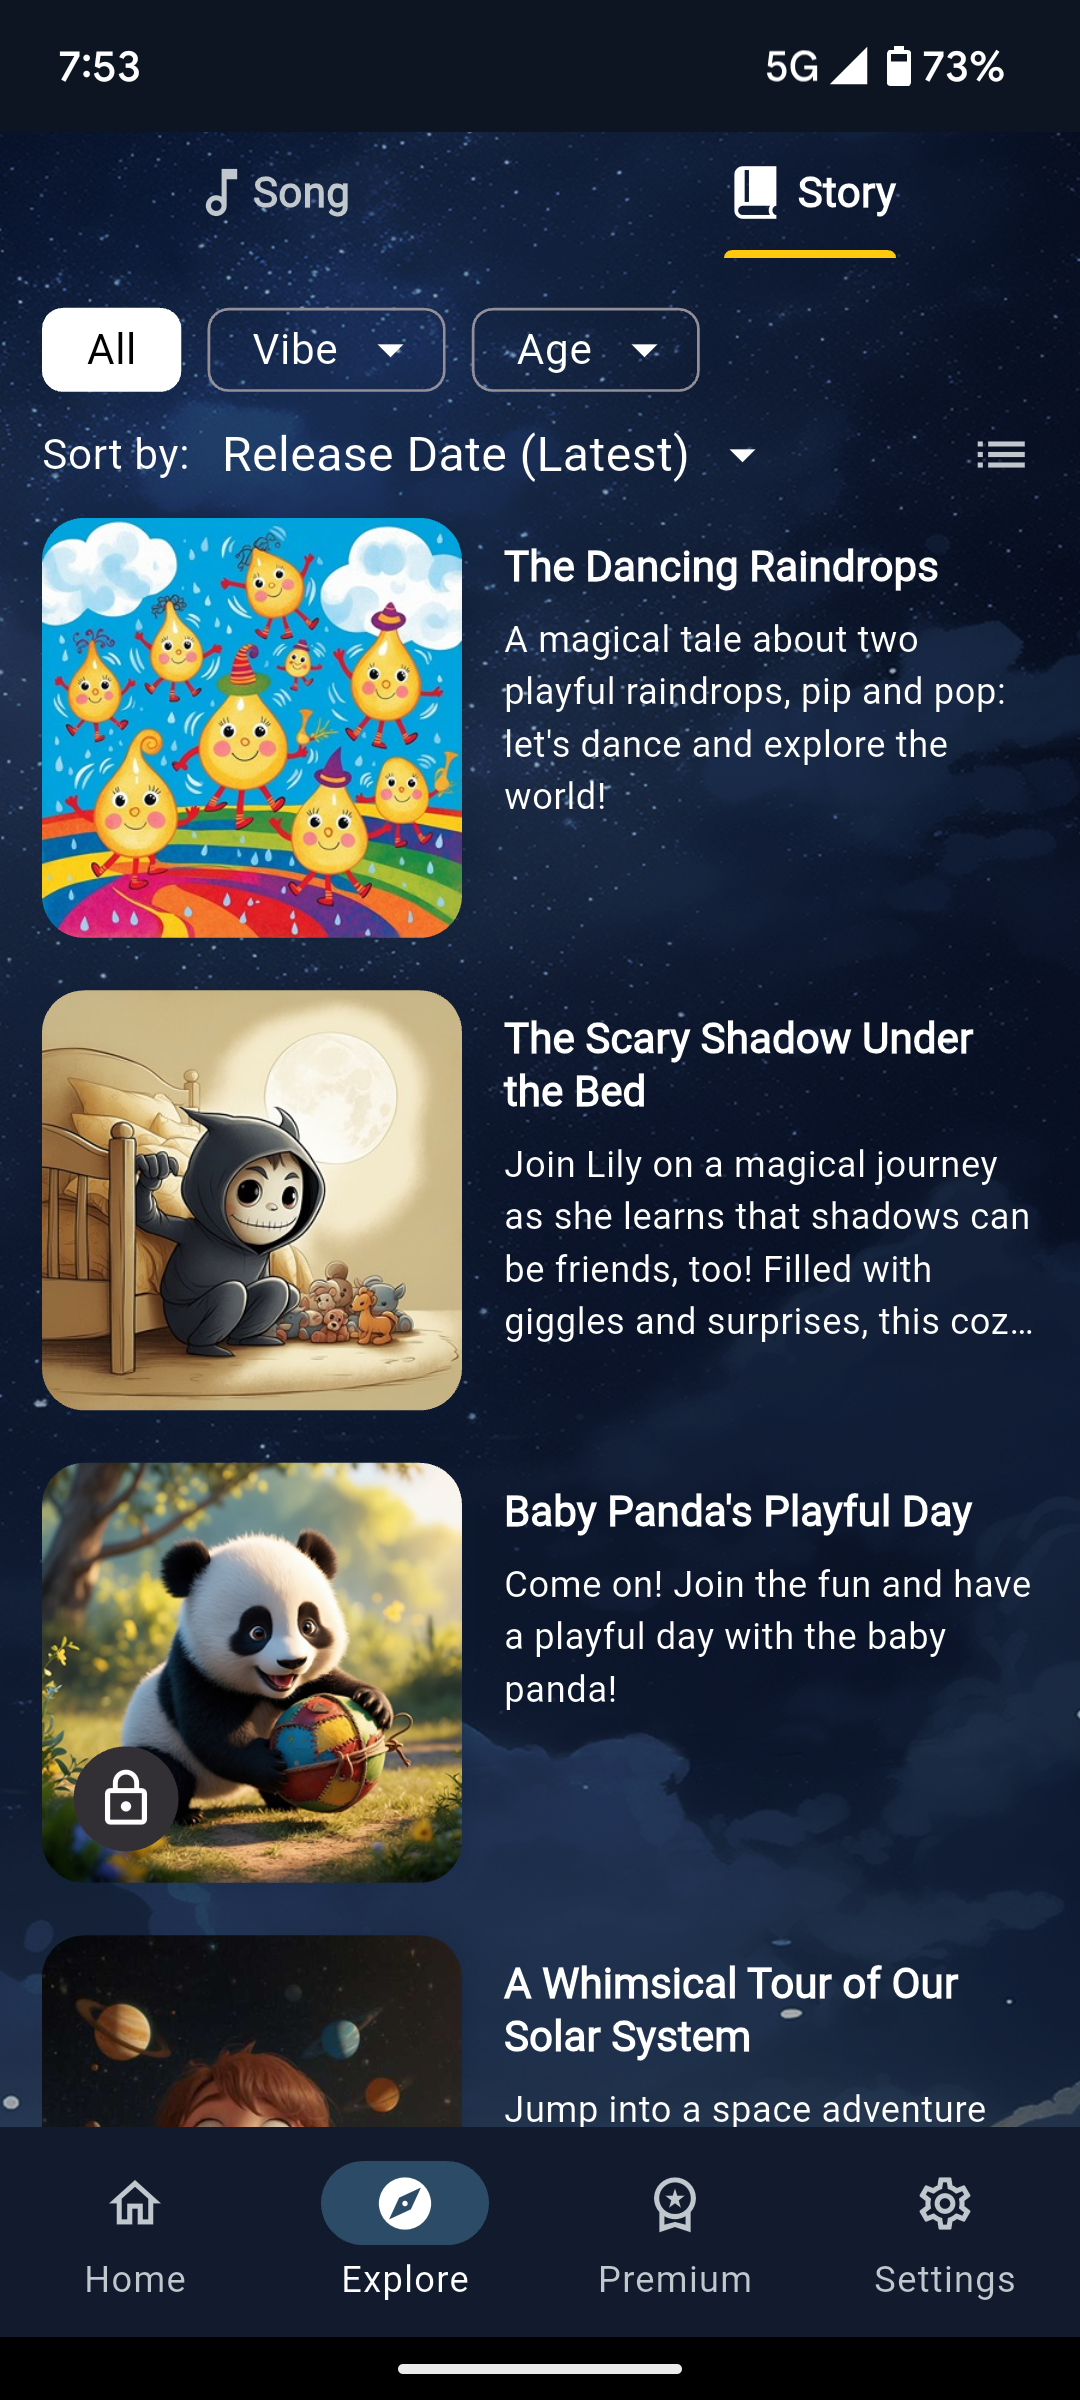 7:53
5G 73%
Song
Story
All
Vibe
Age
Sort by: Release Date (Latest)
The Dancing Raindrops
A magical tale about two
playful raindrops, pip and pop:
let's dance and explore the
world!
The Scary Shadow Under
the Bed
Join Lily on a magical journey
as she learns that shadows can
be friends, too! Filled with
giggles and surprises, this coz…
Baby Panda's Playful Day
Come on! Join the fun and have
a playful day with the baby
panda!
A Whimsical Tour of Our
Solar System
Jump into a space adventure
Home
Explore
Premium
Settings